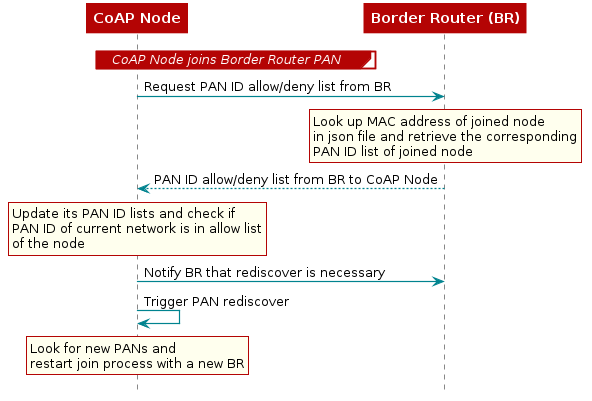 CoAP Node
Border Router (BR)
CoAP Node joins Border Router PAN
Request PAN ID allow/deny list from BR
Look up MAC address of joined node
in json file and retrieve the corresponding
PAN ID list of joined node
PAN ID allow/deny list from BR to CoAP Node
Update its PAN ID lists and check if
PAN ID of current network is in allow list
of the node
Notify BR that rediscover is necessary
Trigger PAN rediscover
Look for new PANs and
restart join process with a new BR